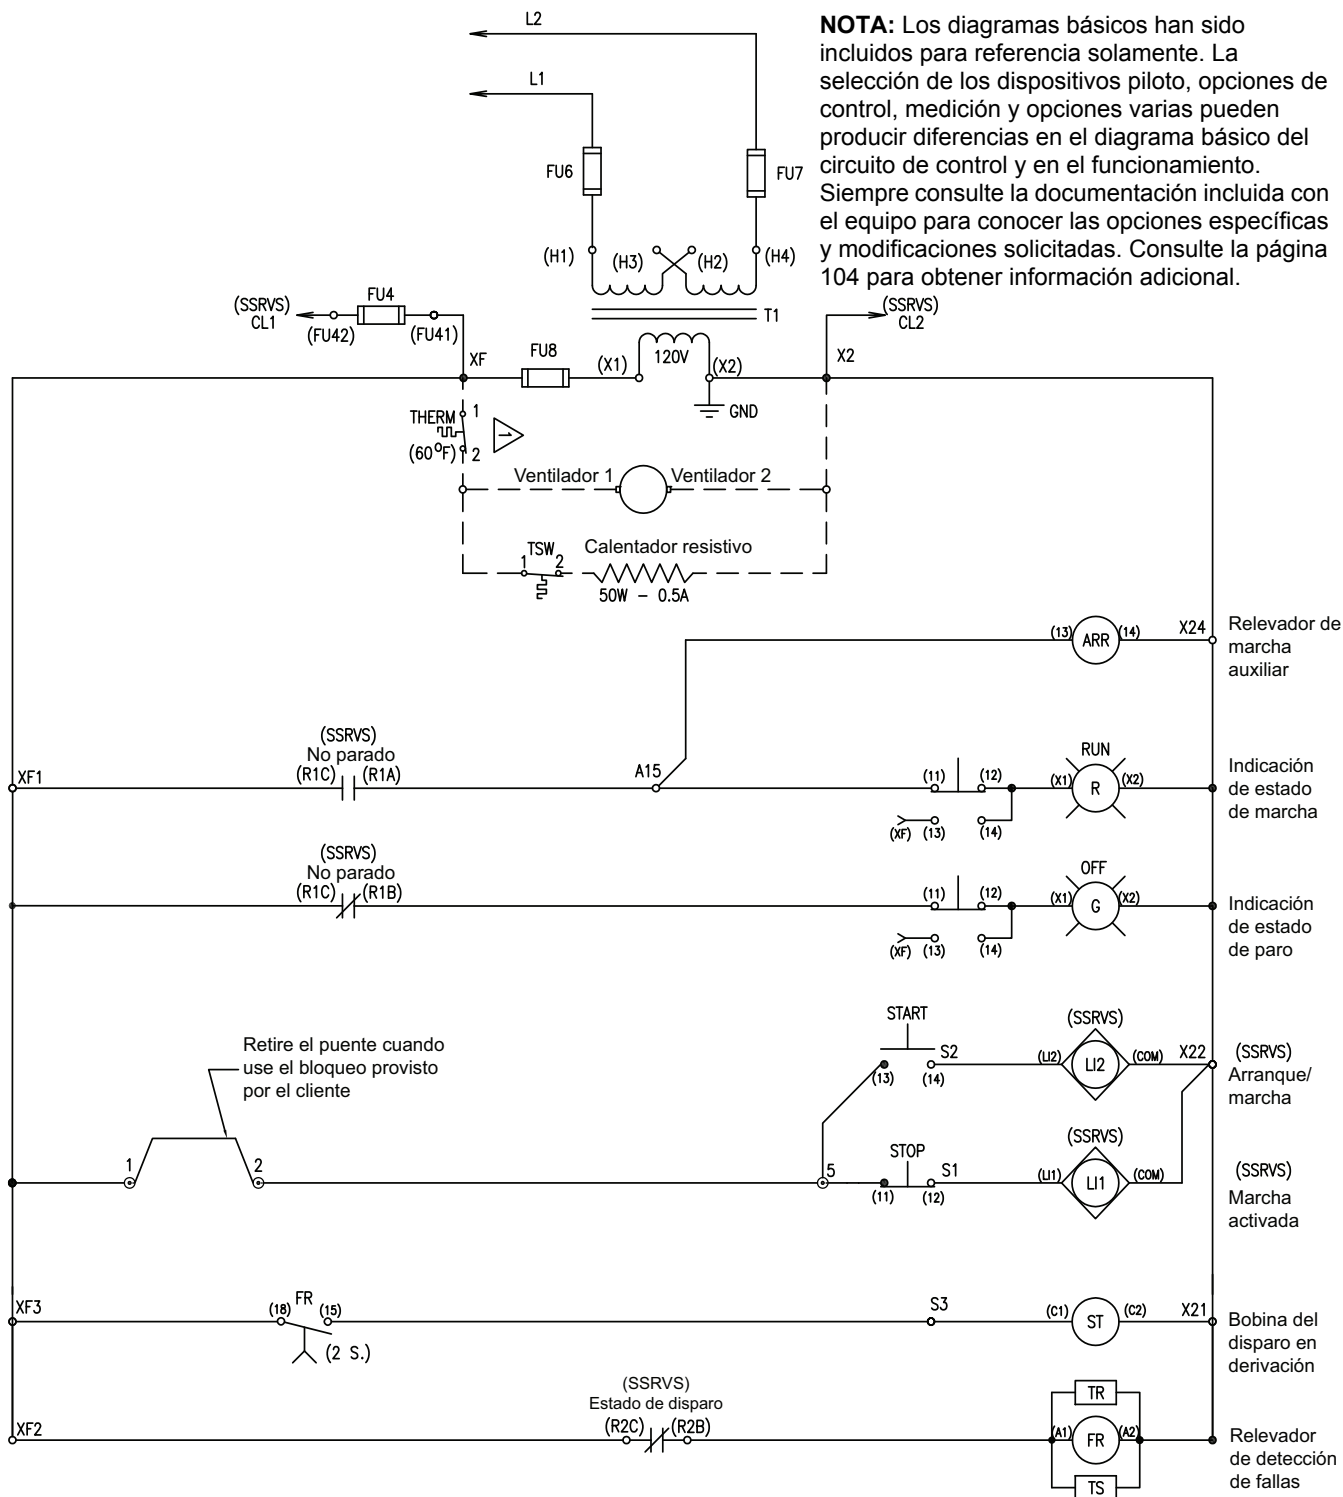 L2
NOTA: Los diagramas básicos han sido
incluidos para referencia solamente. La
selección de los dispositivos piloto, opciones de
control, medición y opciones varias pueden
producir diferencias en el diagrama básico del
circuito de control y en el funcionamiento.
Siempre consulte la documentación incluida con
el equipo para conocer las opciones específicas
y modificaciones solicitadas. Consulte la página
104 para obtener información adicional.
L1
FU6
FU7
(H1) (H3) (H2) (H4)
T1
(SSRVS)
CL1
FU4
(FU42) (FU41)
(SSRVS)
CL2
XF FU8 (X1) 120V (X2) X2
GND
THERM 1
(60°F) 2
1
Ventilador 1 Ventilador 2
TSW
1 2
Calentador resistivo
50W - 0.5A
(13) ARR (14) X24
Relevador de
marcha
auxiliar
(SSRVS)
No parado
XF1 (R1C) (R1A) A15
(11) (12)
(XF) (13) (14)
RUN
(X1) R (X2)
Indicación
de estado
de marcha
(SSRVS)
No parado
(R1C) (R1B)
(11) (12)
(XF) (13) (14)
OFF
(X1) G (X2)
Indicación
de estado
de paro
Retire el puente cuando
use el bloqueo provisto
por el cliente
START
(13) S2 (14)
(SSRVS)
(LI2) LI2 (COM) X22
(SSRVS)
Arranque/
marcha
1 2 5
STOP
(11) S1 (12)
(SSRVS)
(LI1) LI1 (COM)
(SSRVS)
Marcha
activada
XF3 (18) FR (15)
(2 S.)
S3 (C1) ST (C2) X21
Bobina del
disparo en
derivación
(SSRVS)
Estado de disparo
XF2 (R2C) (R2B)
TR
(A1) FR (A2)
TS
Relevador
de detección
de fallas